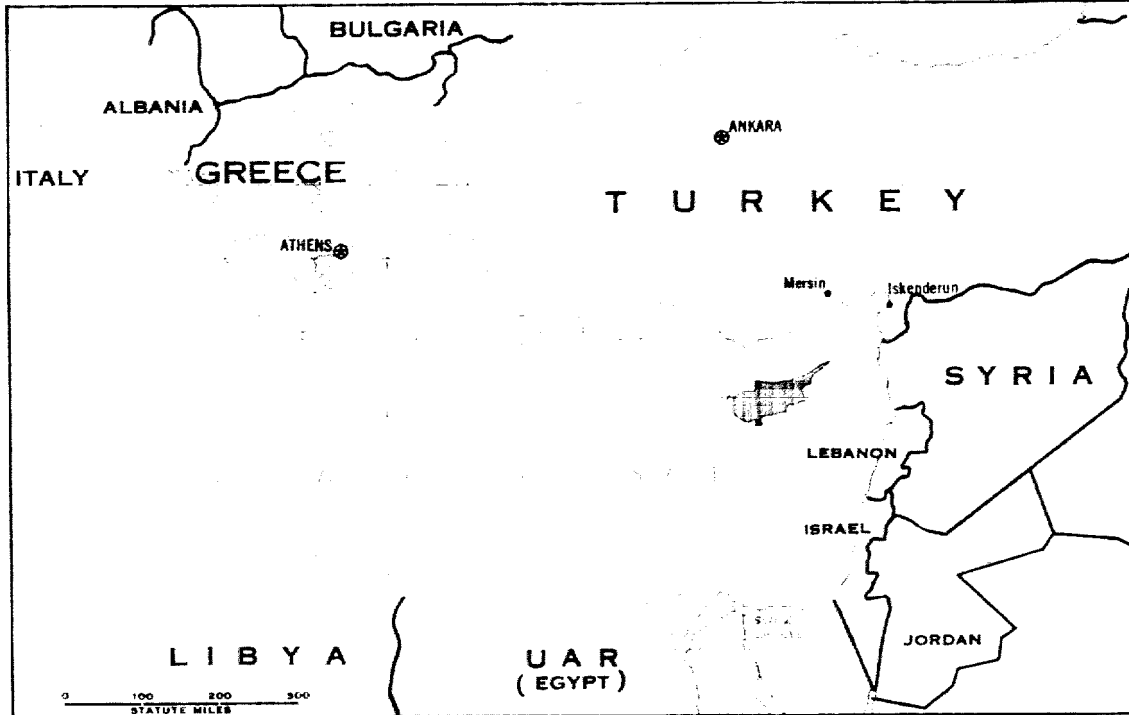 BULGARIA
ALBANIA
ANKARA
ITALY
GREECE
TURKEY
ATHENS
Mersin
Iskenderun
SYRIA
LEBANON
ISRAEL
JORDAN
LIBYA
UAR
(EGYPT)
0 100 200 300
STATUTE MILES